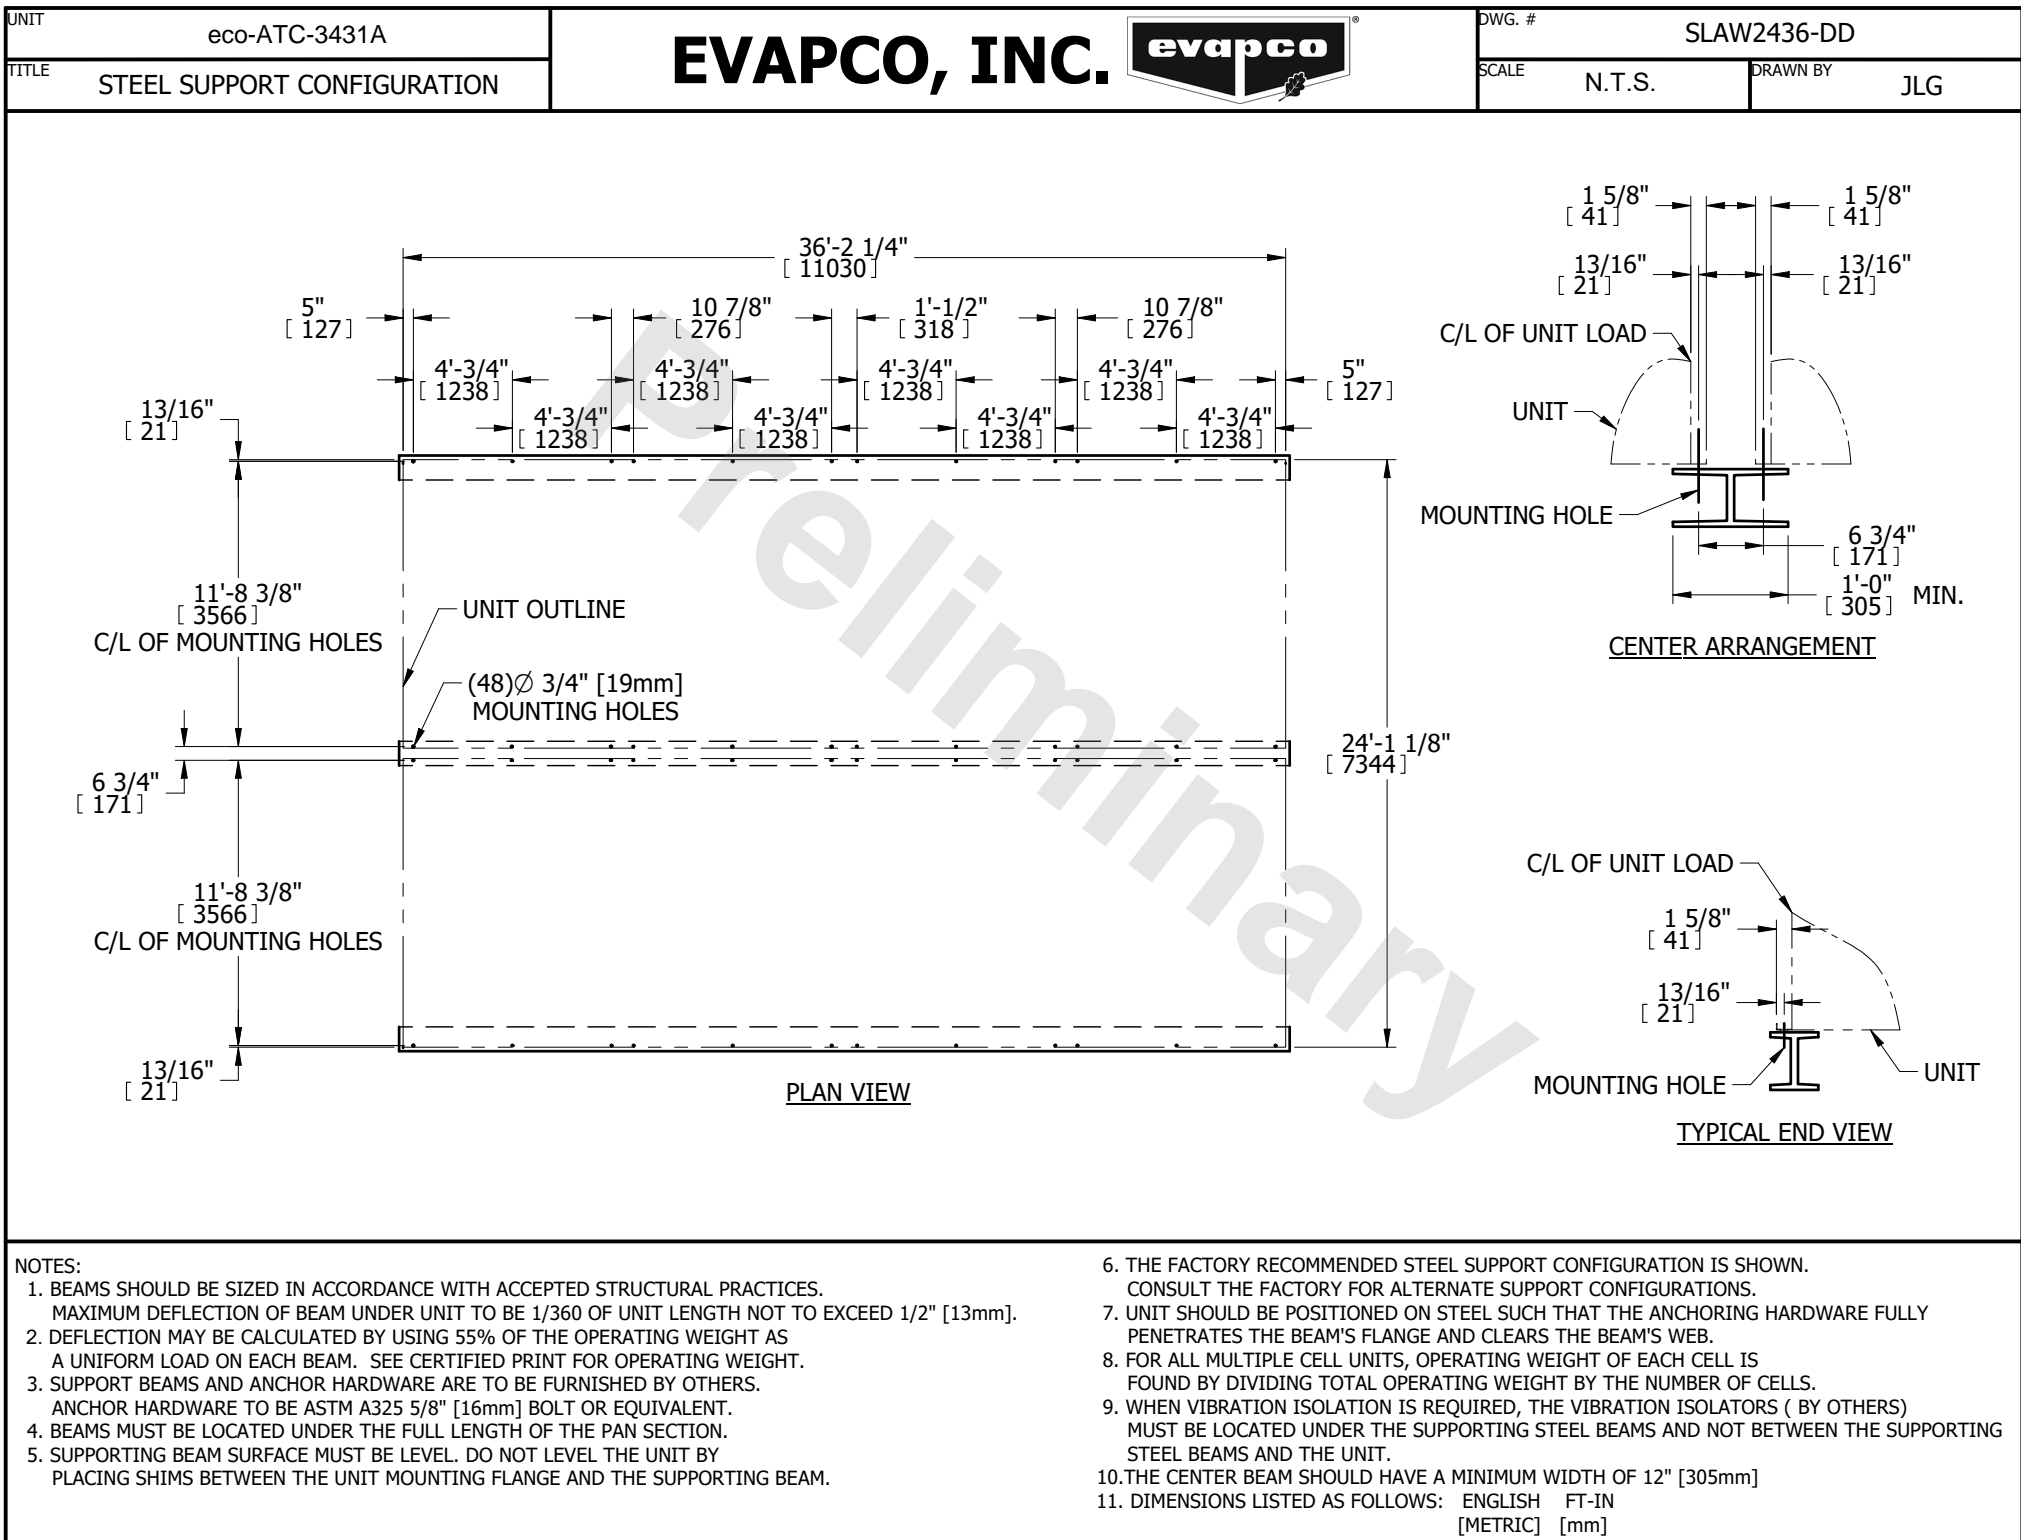 UNIT
eco-ATC-3431A
TITLE
STEEL SUPPORT CONFIGURATION
EVAPCO, INC.
evapco
®
DWG. #
SLAW2436-DD
SCALE
N.T.S.
DRAWN BY
JLG
36'-2 1/4"
[ 11030 ]
5"
[ 127 ]
10 7/8"
[ 276 ]
1'-1/2"
[ 318 ]
10 7/8"
[ 276 ]
4'-3/4"
[ 1238 ]
4'-3/4"
[ 1238 ]
4'-3/4"
[ 1238 ]
4'-3/4"
[ 1238 ]
5"
[ 127 ]
4'-3/4"
[ 1238 ]
4'-3/4"
[ 1238 ]
4'-3/4"
[ 1238 ]
4'-3/4"
[ 1238 ]
13/16"
[ 21 ]
11'-8 3/8"
[ 3566 ]
C/L OF MOUNTING HOLES
UNIT OUTLINE
(48)Ø 3/4" [19mm]
MOUNTING HOLES
6 3/4"
[ 171 ]
24'-1 1/8"
[ 7344 ]
11'-8 3/8"
[ 3566 ]
C/L OF MOUNTING HOLES
13/16"
[ 21 ]
PLAN VIEW
Preliminary
1 5/8"
[ 41 ]
1 5/8"
[ 41 ]
13/16"
[ 21 ]
13/16"
[ 21 ]
C/L OF UNIT LOAD
UNIT
MOUNTING HOLE
6 3/4"
[ 171 ]
1'-0"
[ 305 ]
MIN.
CENTER ARRANGEMENT
C/L OF UNIT LOAD
1 5/8"
[ 41 ]
13/16"
[ 21 ]
MOUNTING HOLE
UNIT
TYPICAL END VIEW
NOTES:
1. BEAMS SHOULD BE SIZED IN ACCORDANCE WITH ACCEPTED STRUCTURAL PRACTICES.
MAXIMUM DEFLECTION OF BEAM UNDER UNIT TO BE 1/360 OF UNIT LENGTH NOT TO EXCEED 1/2" [13mm].
2. DEFLECTION MAY BE CALCULATED BY USING 55% OF THE OPERATING WEIGHT AS
A UNIFORM LOAD ON EACH BEAM. SEE CERTIFIED PRINT FOR OPERATING WEIGHT.
3. SUPPORT BEAMS AND ANCHOR HARDWARE ARE TO BE FURNISHED BY OTHERS.
ANCHOR HARDWARE TO BE ASTM A325 5/8" [16mm] BOLT OR EQUIVALENT.
4. BEAMS MUST BE LOCATED UNDER THE FULL LENGTH OF THE PAN SECTION.
5. SUPPORTING BEAM SURFACE MUST BE LEVEL. DO NOT LEVEL THE UNIT BY
PLACING SHIMS BETWEEN THE UNIT MOUNTING FLANGE AND THE SUPPORTING BEAM.
6. THE FACTORY RECOMMENDED STEEL SUPPORT CONFIGURATION IS SHOWN.
CONSULT THE FACTORY FOR ALTERNATE SUPPORT CONFIGURATIONS.
7. UNIT SHOULD BE POSITIONED ON STEEL SUCH THAT THE ANCHORING HARDWARE FULLY
PENETRATES THE BEAM'S FLANGE AND CLEARS THE BEAM'S WEB.
8. FOR ALL MULTIPLE CELL UNITS, OPERATING WEIGHT OF EACH CELL IS
FOUND BY DIVIDING TOTAL OPERATING WEIGHT BY THE NUMBER OF CELLS.
9. WHEN VIBRATION ISOLATION IS REQUIRED, THE VIBRATION ISOLATORS ( BY OTHERS)
MUST BE LOCATED UNDER THE SUPPORTING STEEL BEAMS AND NOT BETWEEN THE SUPPORTING
STEEL BEAMS AND THE UNIT.
10.THE CENTER BEAM SHOULD HAVE A MINIMUM WIDTH OF 12" [305mm]
11. DIMENSIONS LISTED AS FOLLOWS: ENGLISH FT-IN
[METRIC] [mm]